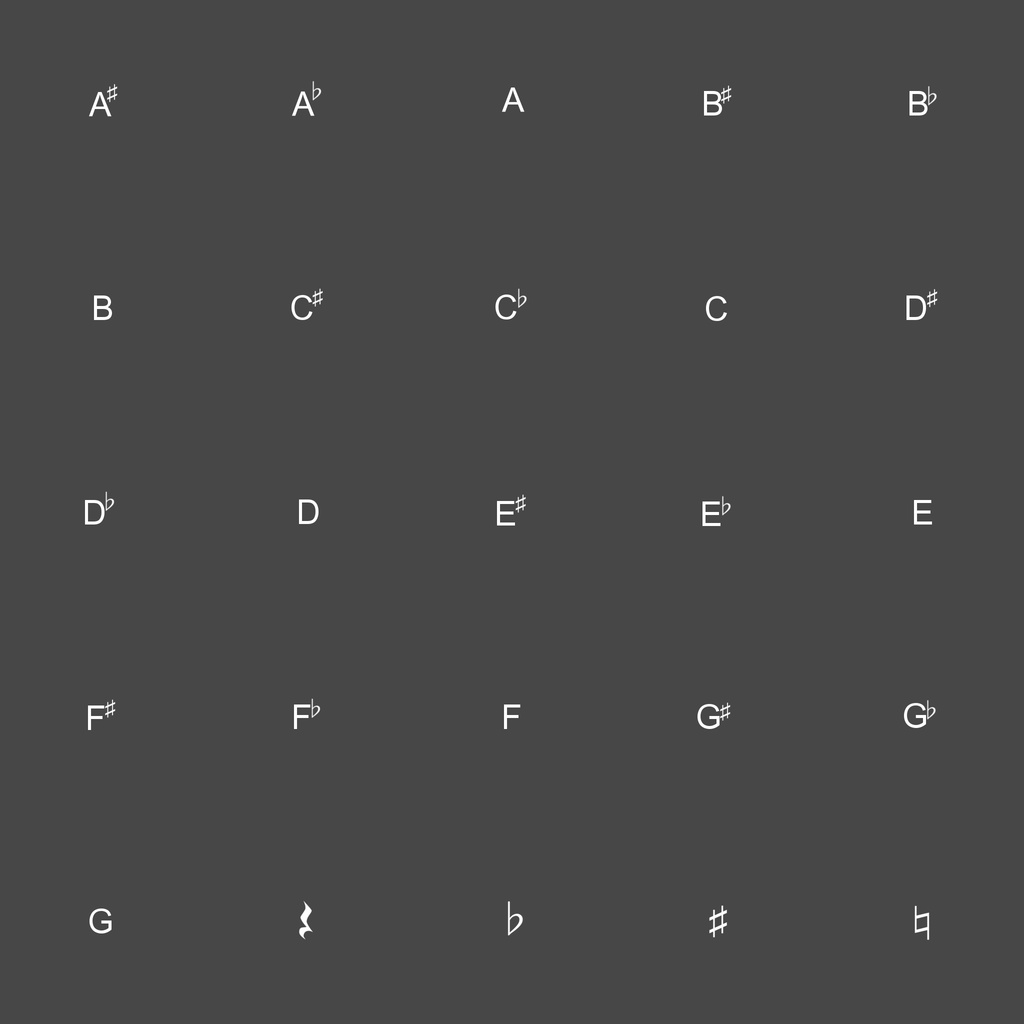 A♯ A♭ A B♯ B♭
B C♯ C♭ C D♯
D♭ D E♯ E♭ E
F♯ F♭ F G♯ G♭
G 𝄽 ♭ ♯ ♮